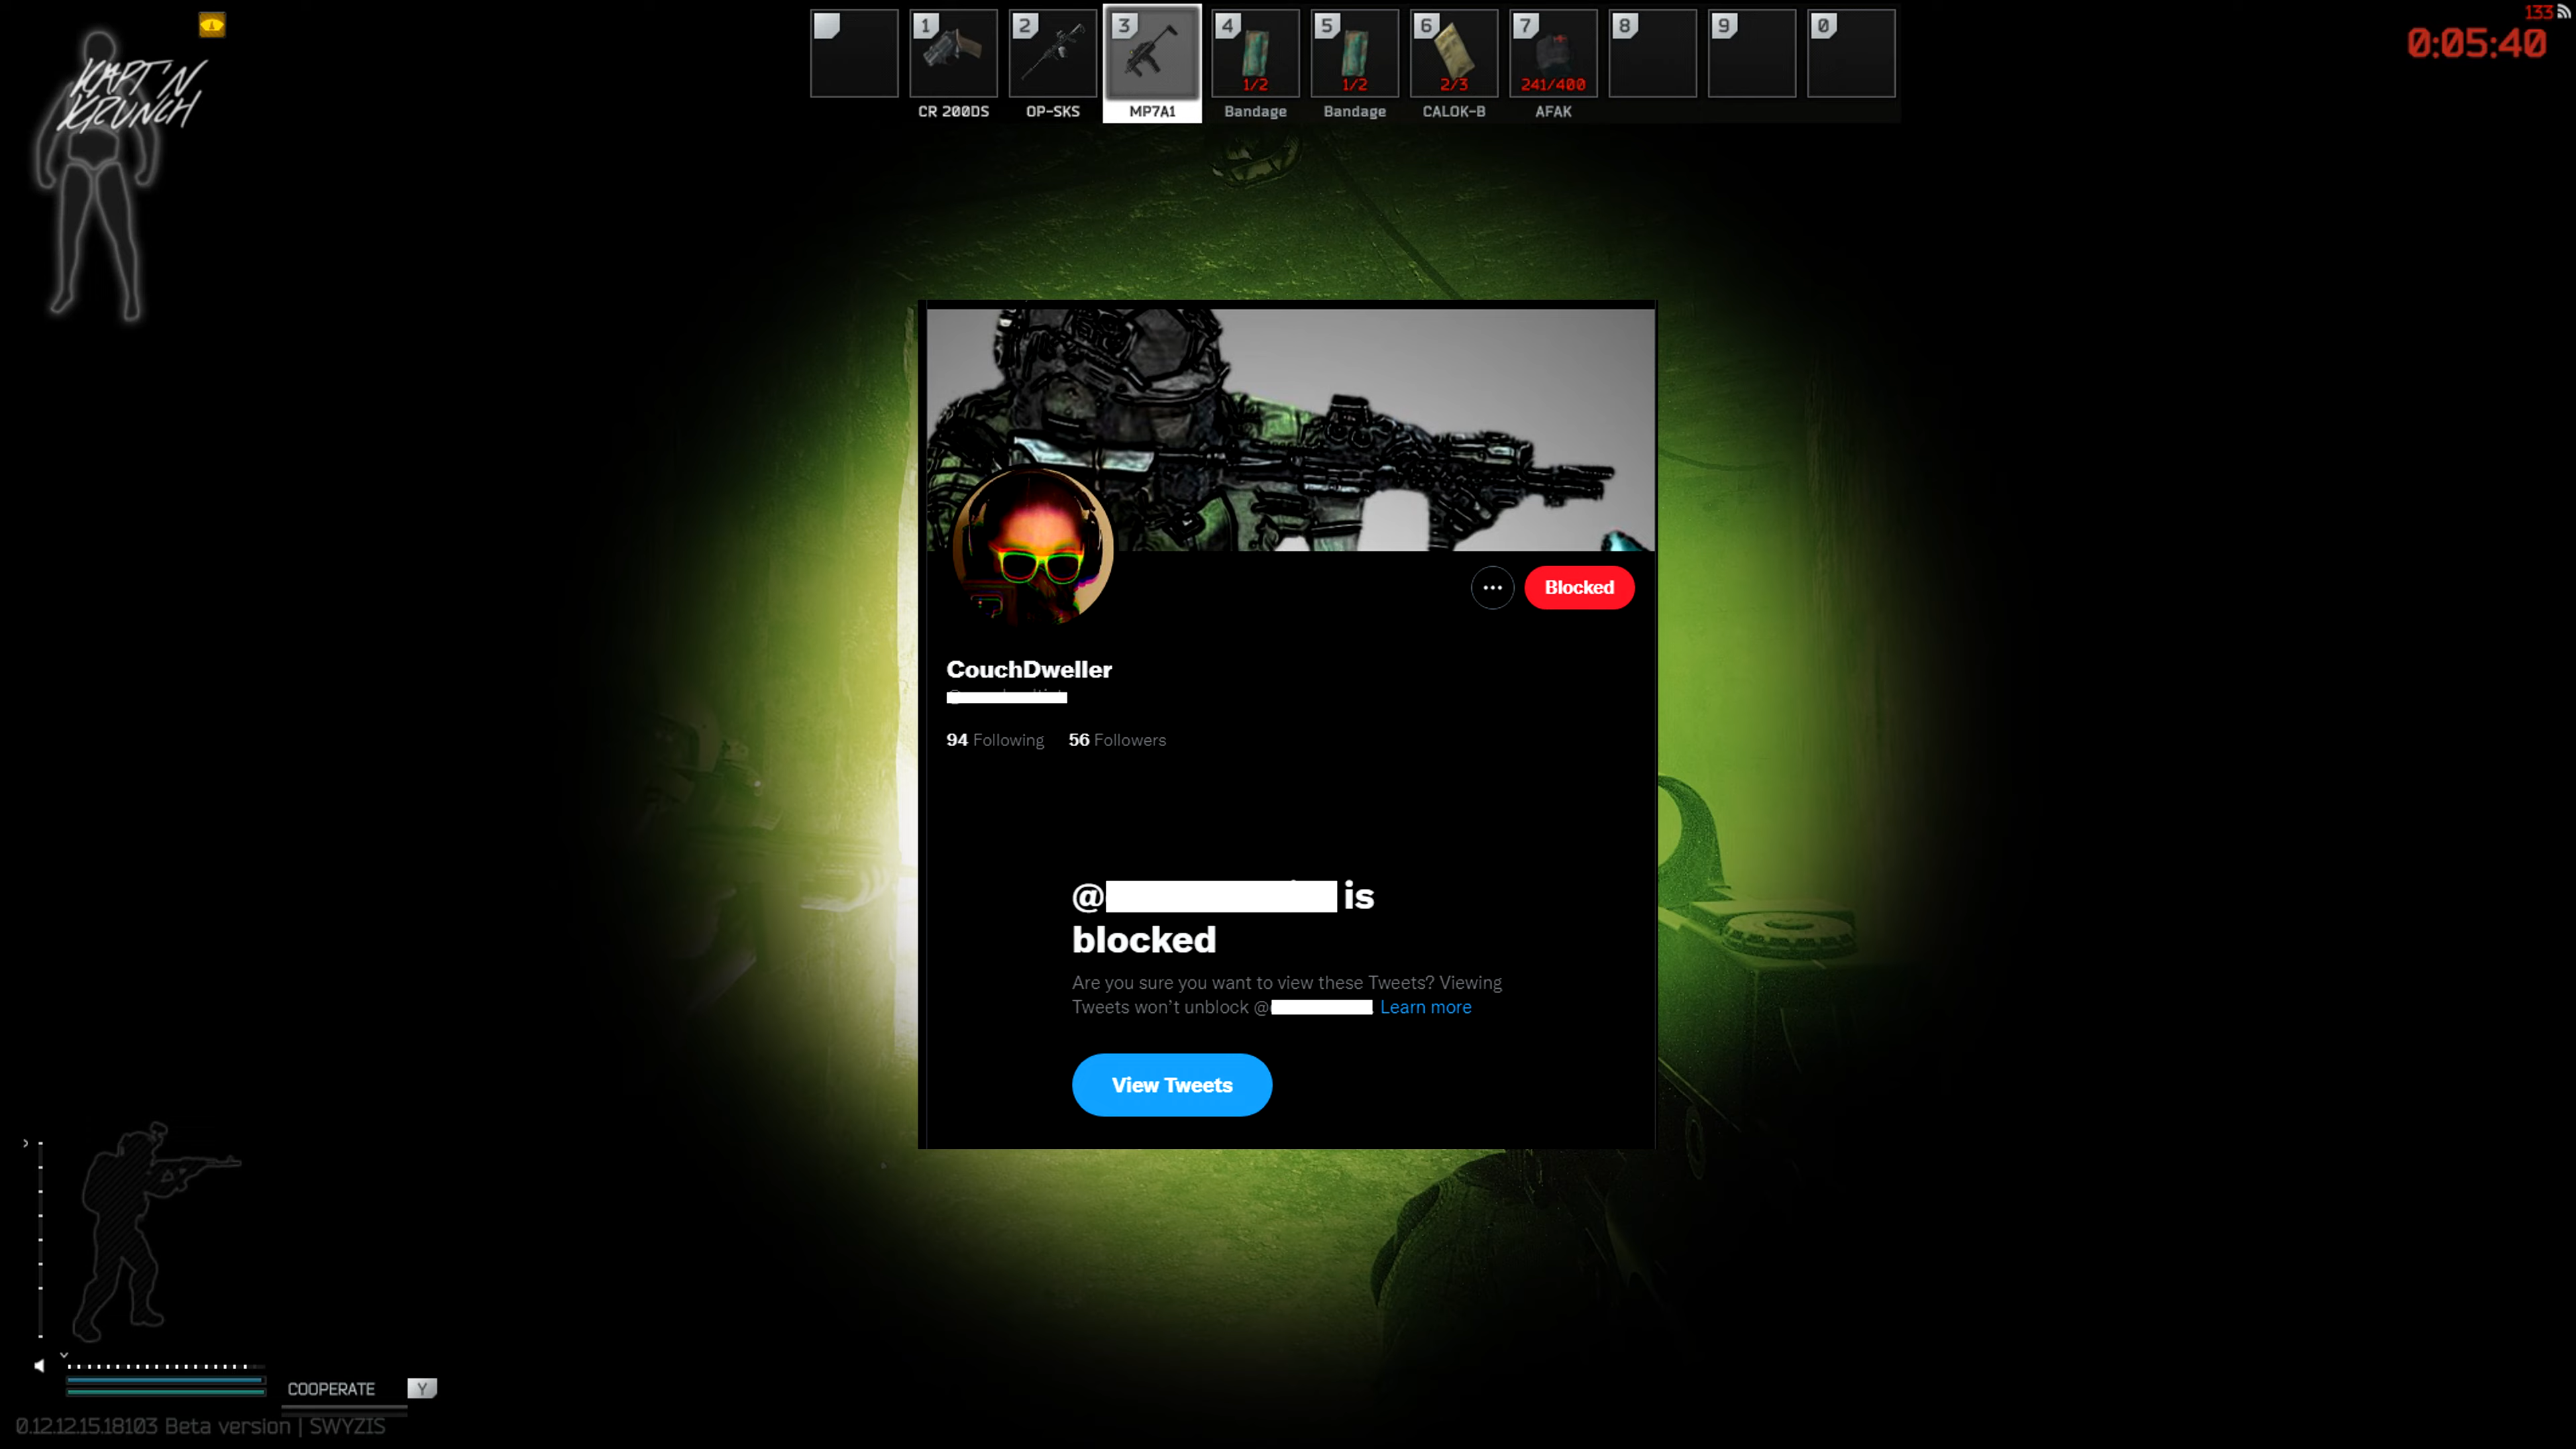 KAPT'N
KRUNCH
1 2 3 4 5 6 7 8 9 0
1/2 1/2 2/3 241/400
CR 200DS OP-SKS MP7A1 Bandage Bandage CALOK-B AFAK
133
0:05:40
Blocked
CouchDweller
94 Following 56 Followers
@ is
blocked
Are you sure you want to view these Tweets? Viewing
Tweets won't unblock @ Learn more
View Tweets
COOPERATE Y
0.12.12.15.18103 Beta version | SWYZIS